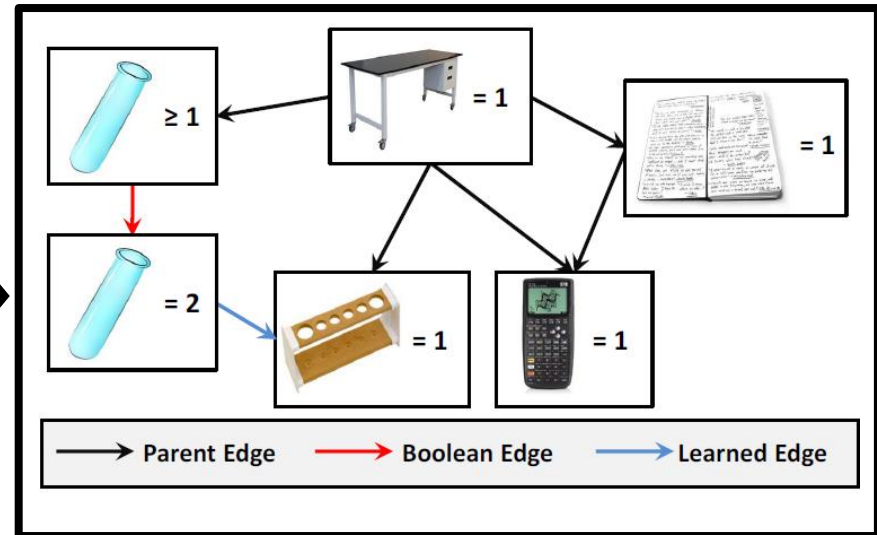 ≥ 1
= 1
= 1
= 2
= 1
= 1
Parent Edge
Boolean Edge
Learned Edge